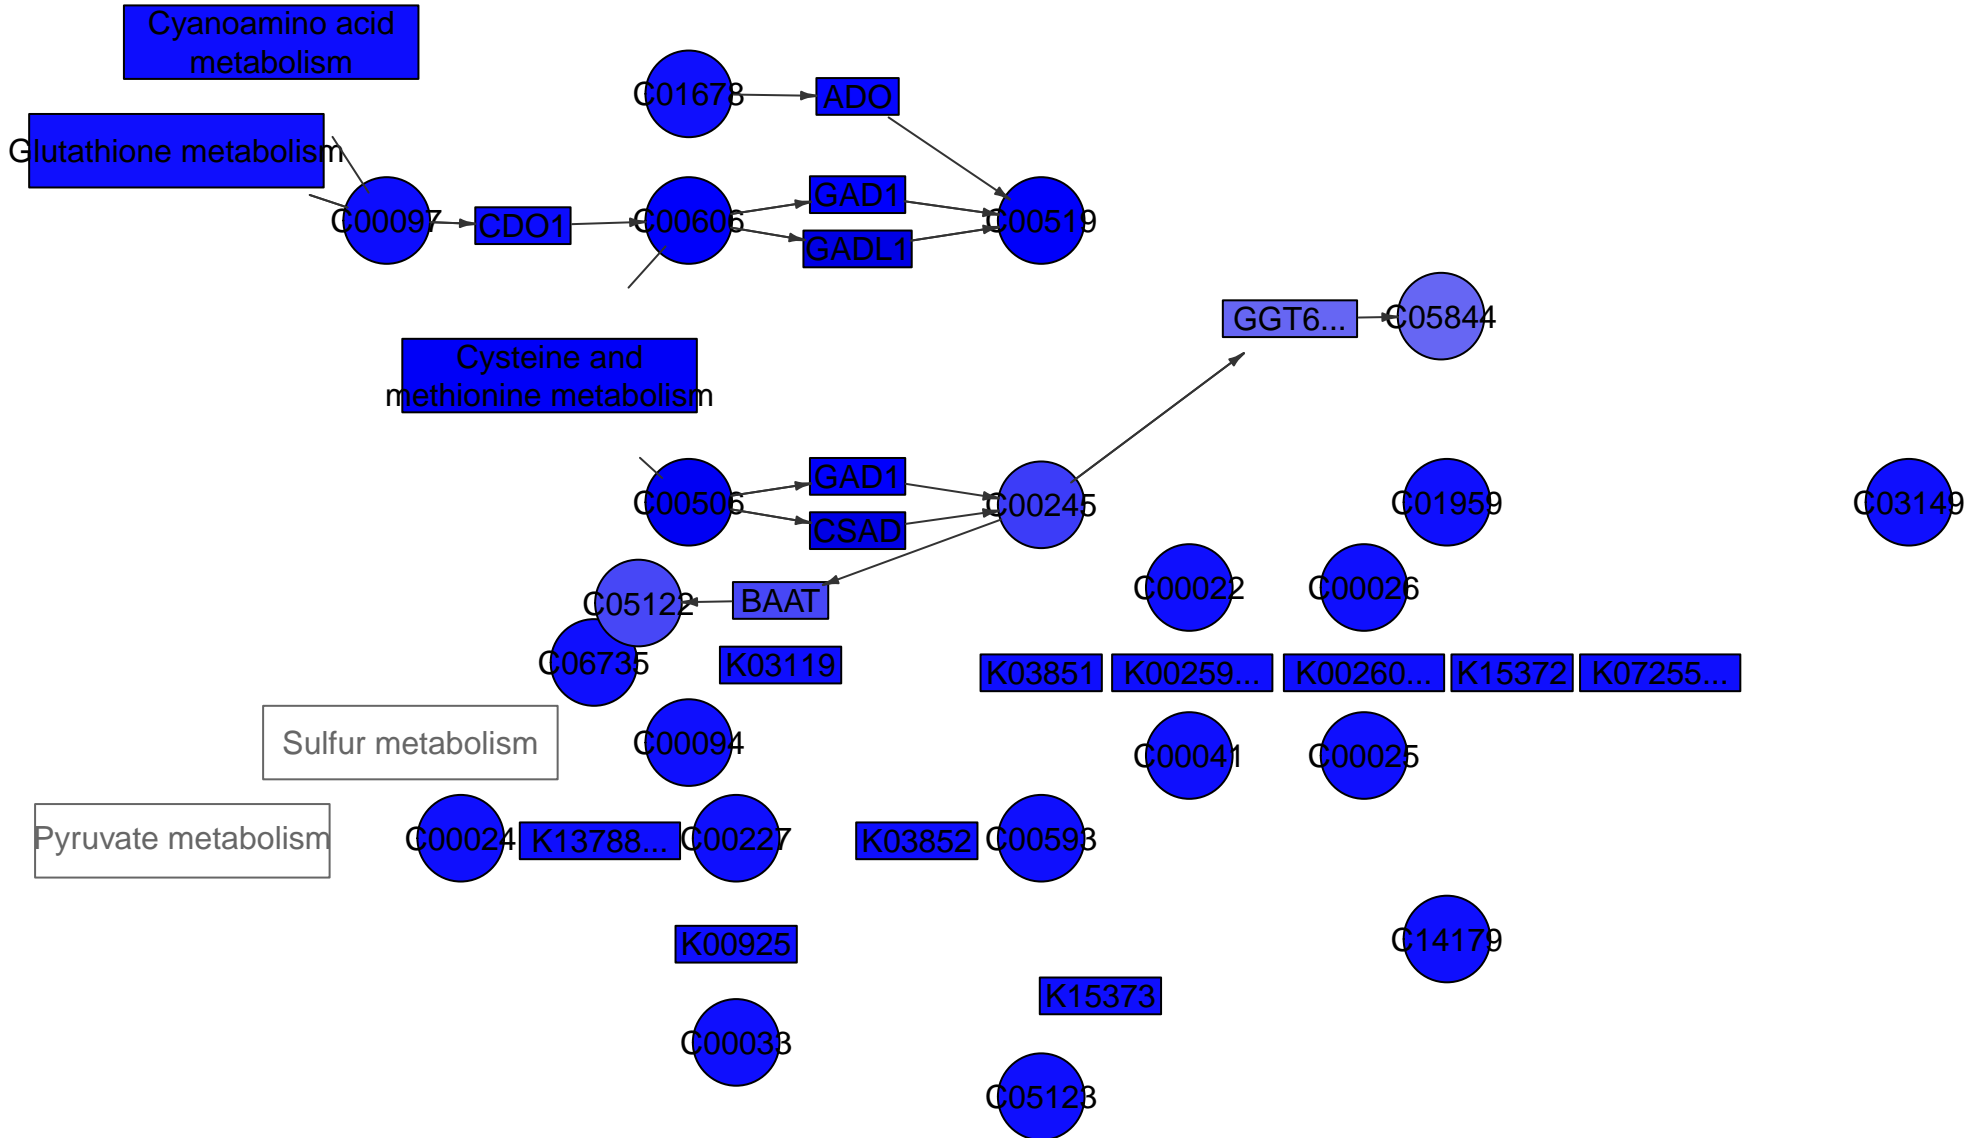 Cyanoamino acid
metabolism
C01678
ADO
Glutathione metabolism
C00097
CDO1
C00606
GAD1
GADL1
C00519
GGT6...
C05844
Cysteine and
methionine metabolism
C00506
GAD1
CSAD
C00245
C01959
C03149
C05122
BAAT
C00022
C00026
C06735
K03119
K03851
K00259...
K00260...
K15372
K07255...
Sulfur metabolism
C00094
C00041
C00025
Pyruvate metabolism
C00024
K13788...
C00227
K03852
C00593
K00925
C14179
K15373
C00033
C05123